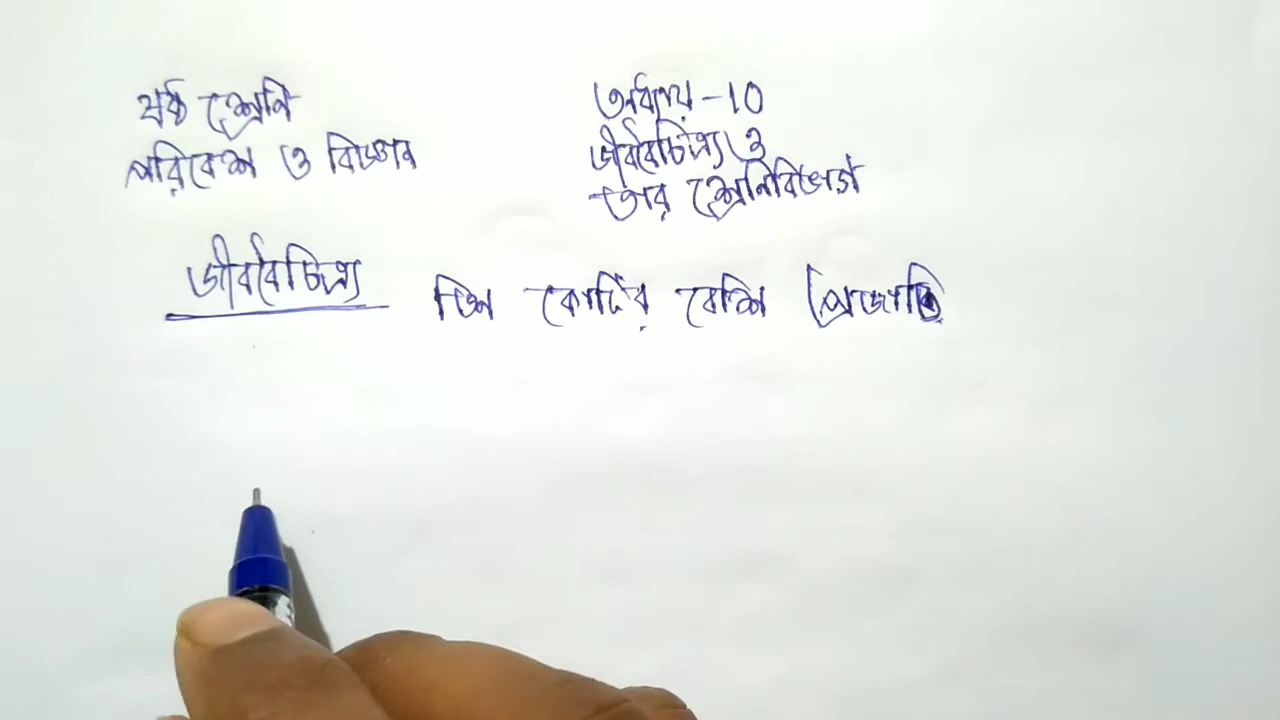 ষষ্ঠ শ্রেণি
পরিবেশ ও বিজ্ঞান
অধ্যায় -10
জীববৈচিত্র্য ও
তার শ্রেণিবিভাগ
জীববৈচিত্র্য
তিন কোটির বেশি প্রজাতি